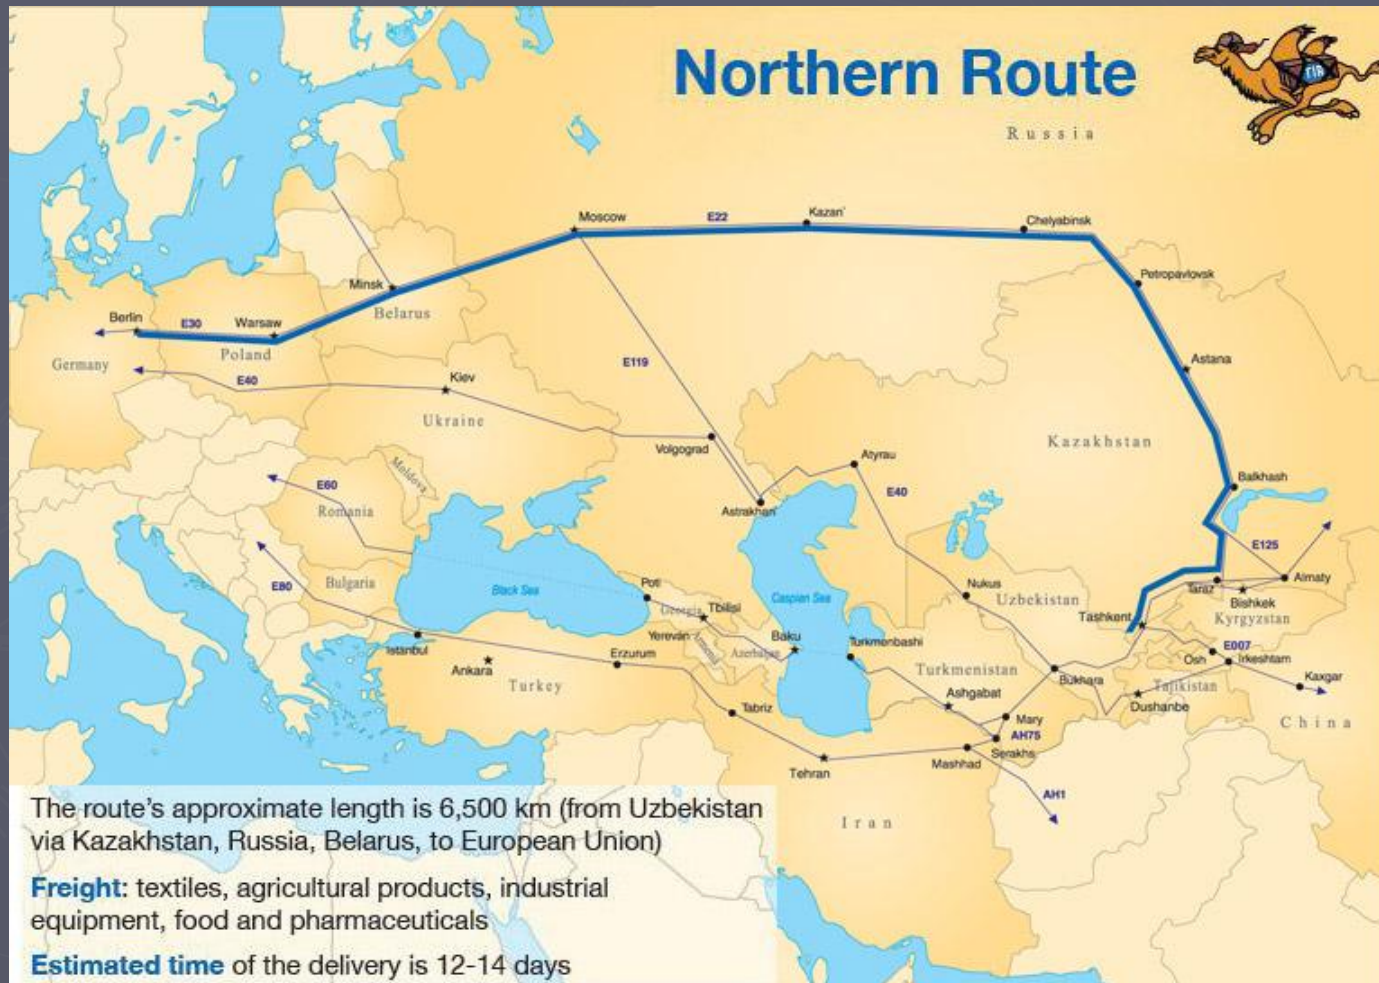 Northern Route
TIR
Russia
Moscow
E22
Kazan'
Chelyabinsk
Minsk
Belarus
Petropavlovsk
Berlin
E30
Warsaw
Poland
Germany
E40
Kiev
E119
Astana
Ukraine
Volgograd
Kazakhstan
Moldova
Atyrau
E60
Romania
Astrakhan'
E40
Balkhash
E125
E80
Bulgaria
Black Sea
Poti
Georgia
Tbilisi
Caspian Sea
Nukus
Uzbekistan
Tashkent
Taraz
Almaty
Bishkek
Kyrgyzstan
Istanbul
Yerevan
Armenia
Azerbaijan
Baku
Turkmenbashi
E007
Osh
Irkeshtam
Ankara
Erzurum
Turkey
Turkmenistan
Bukhara
Tajikistan
Kaxgar
Ashgabat
Dushanbe
Tabriz
Mary
China
AH75
Serakhs
Tehran
Mashhad
AH1
Iran
The route's approximate length is 6,500 km (from Uzbekistan
via Kazakhstan, Russia, Belarus, to European Union)
Freight: textiles, agricultural products, industrial
equipment, food and pharmaceuticals
Estimated time of the delivery is 12-14 days